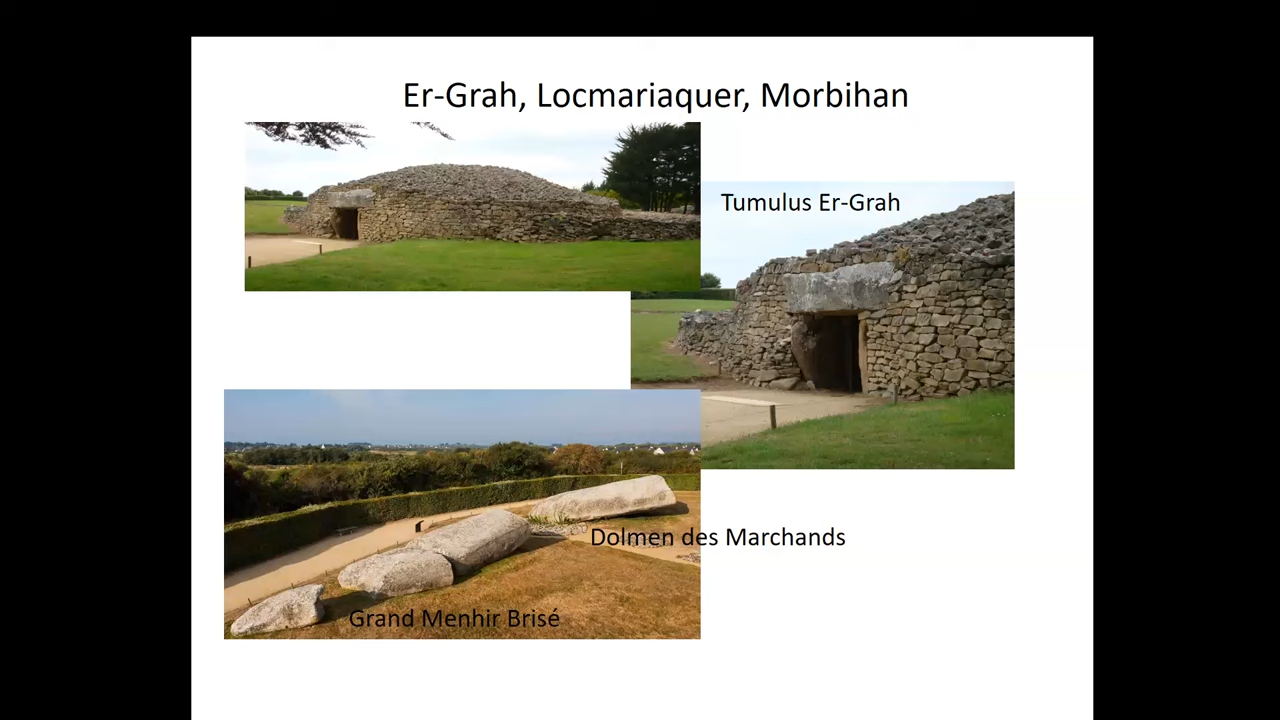 Er-Grah, Locmariaquer, Morbihan
Tumulus Er-Grah
Dolmen des Marchands
Grand Menhir Brisé